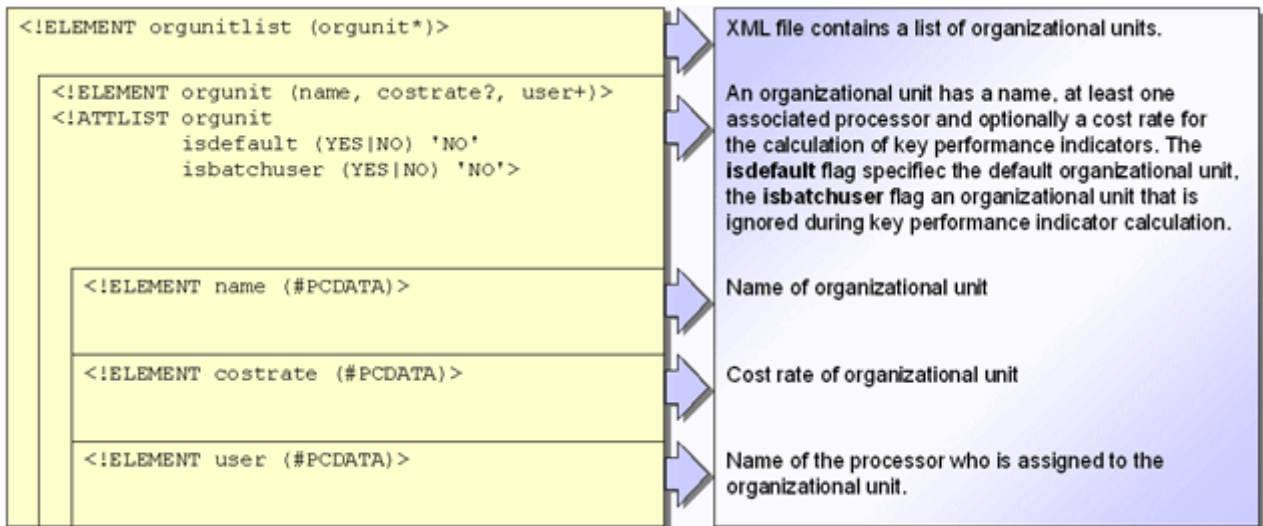 <!ELEMENT orgunitlist (orgunit*)>
XML file contains a list of organizational units.
<!ELEMENT orgunit (name, costrate?, user+)>
<!ATTLIST orgunit
isdefault (YES|NO) 'NO'
isbatchuser (YES|NO) 'NO'>
An organizational unit has a name, at least one
associated processor and optionally a cost rate for
the calculation of key performance indicators. The
isdefault flag specifiec the default organizational unit,
the isbatchuser flag an organizational unit that is
ignored during key performance indicator calculation.
<!ELEMENT name (#PCDATA)>
Name of organizational unit
<!ELEMENT costrate (#PCDATA)>
Cost rate of organizational unit
<!ELEMENT user (#PCDATA)>
Name of the processor who is assigned to the
organizational unit.